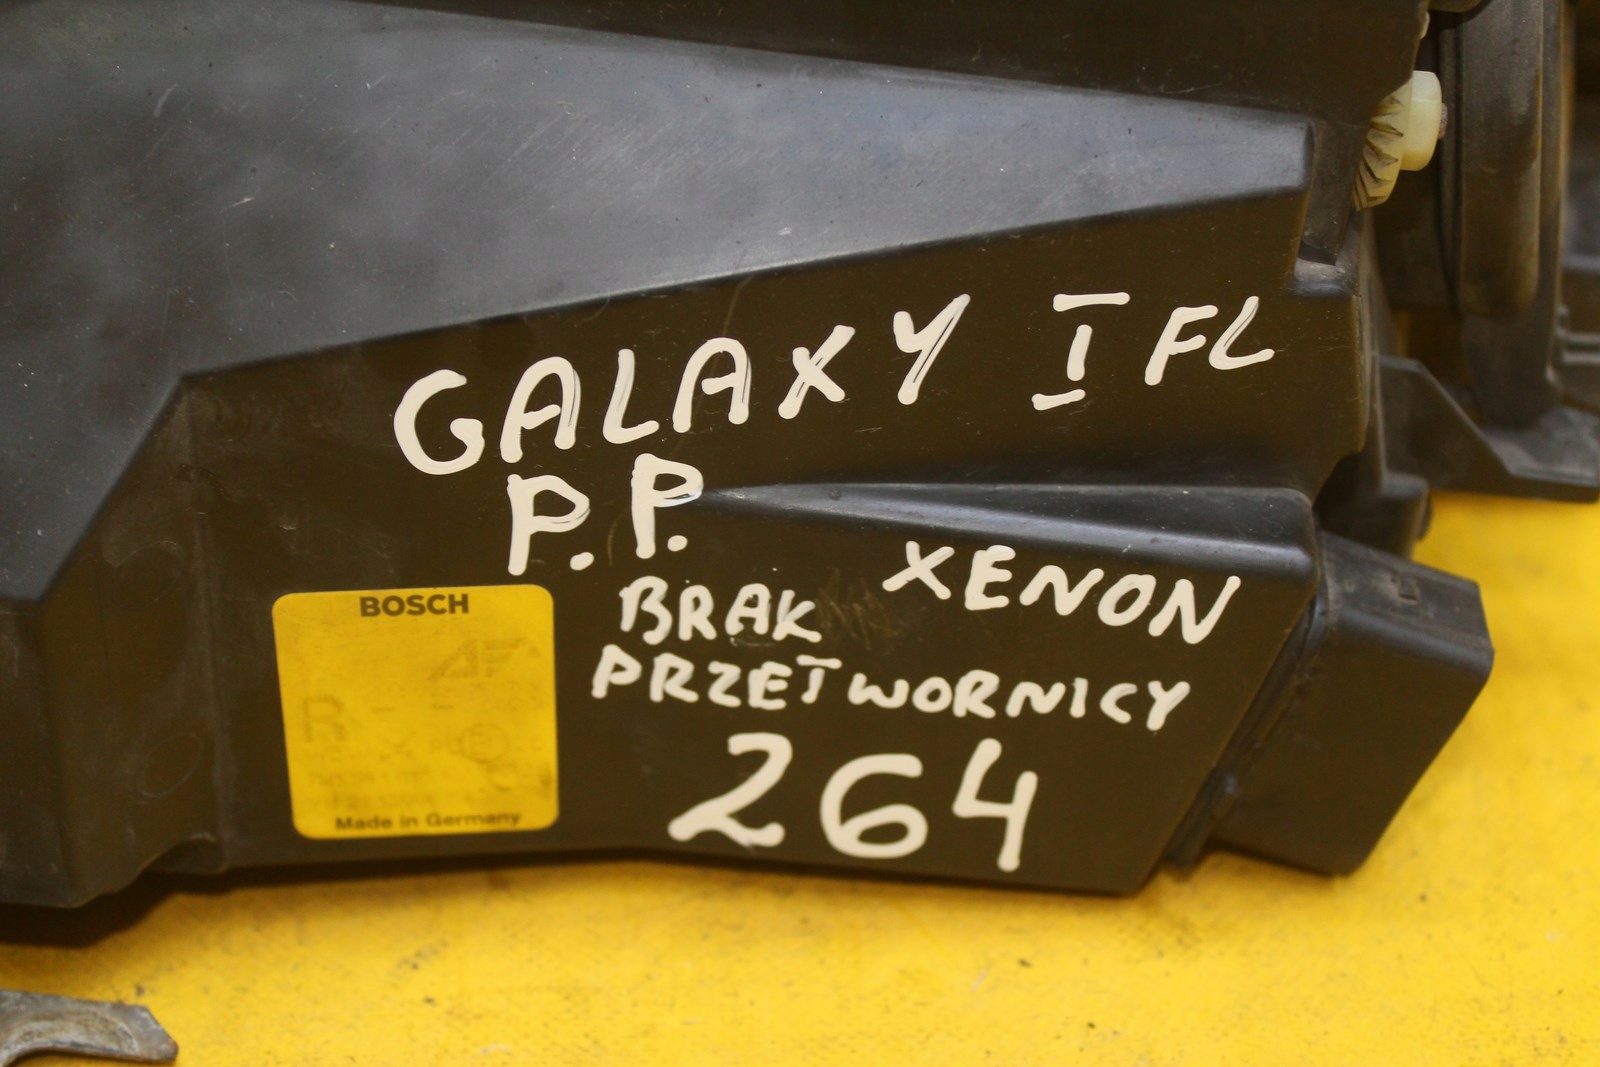 GALAXY I FL
P.P.
XENON
BRAK
PRZETWORNICY
264
BOSCH
R
Made in Germany